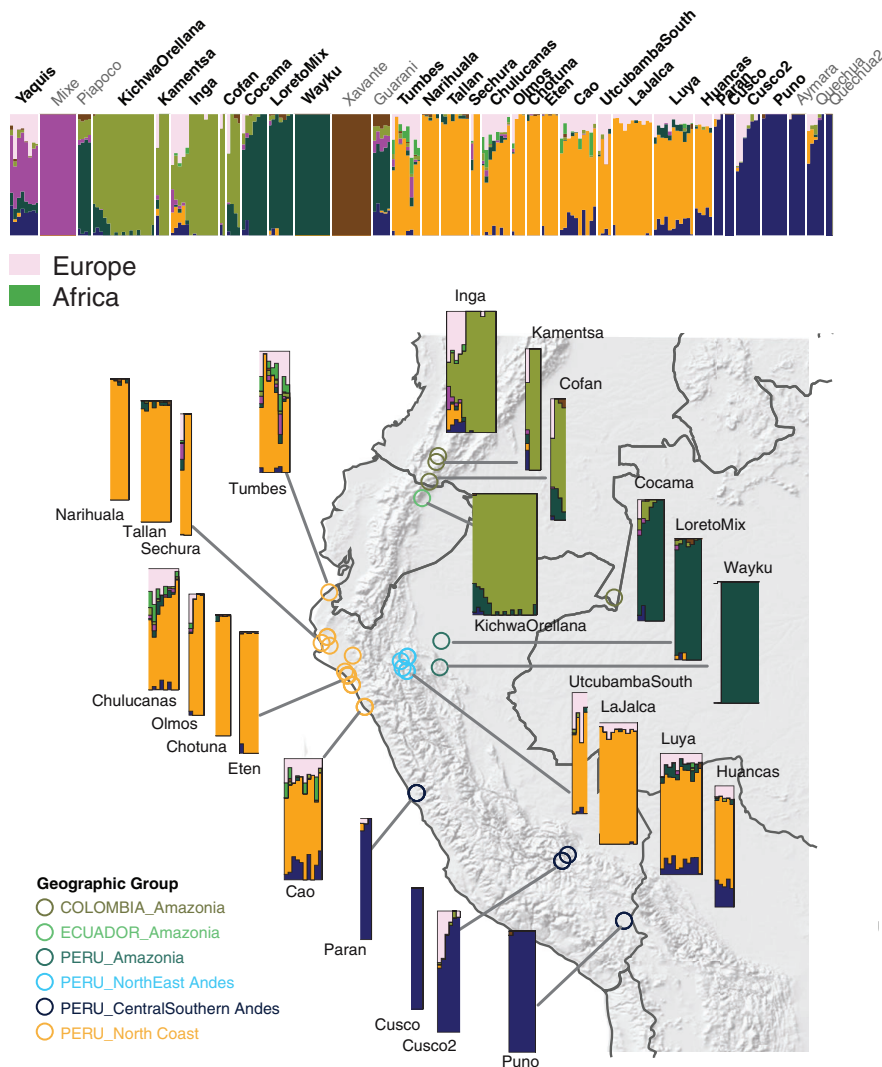 Yaquis
Mixe
Piapoco
KichwaOrellana
Kamentsa
Inga
Cofan
Cocama
LoretoMix
Wayku
Xavante
Guarani
Tumbes
Narihuala
Tallan
Sechura
Chulucanas
Olmos
Chotuna
Eten
Cao
UtcubambaSouth
LaJalca
Luya
Huancas
Paran
Cusco
Cusco2
Puno
Aymara
Quechua
Quechua2
Europe
Africa
Inga
Kamentsa
Cofan
Tumbes
Narihuala
Tallan
Sechura
Cocama
LoretoMix
Wayku
KichwaOrellana
Chulucanas
Olmos
Chotuna
Eten
UtcubambaSouth
LaJalca
Luya
Huancas
Cao
Paran
Cusco
Cusco2
Puno
Geographic Group
COLOMBIA_Amazonia
ECUADOR_Amazonia
PERU_Amazonia
PERU_NorthEast Andes
PERU_CentralSouthern Andes
PERU_North Coast